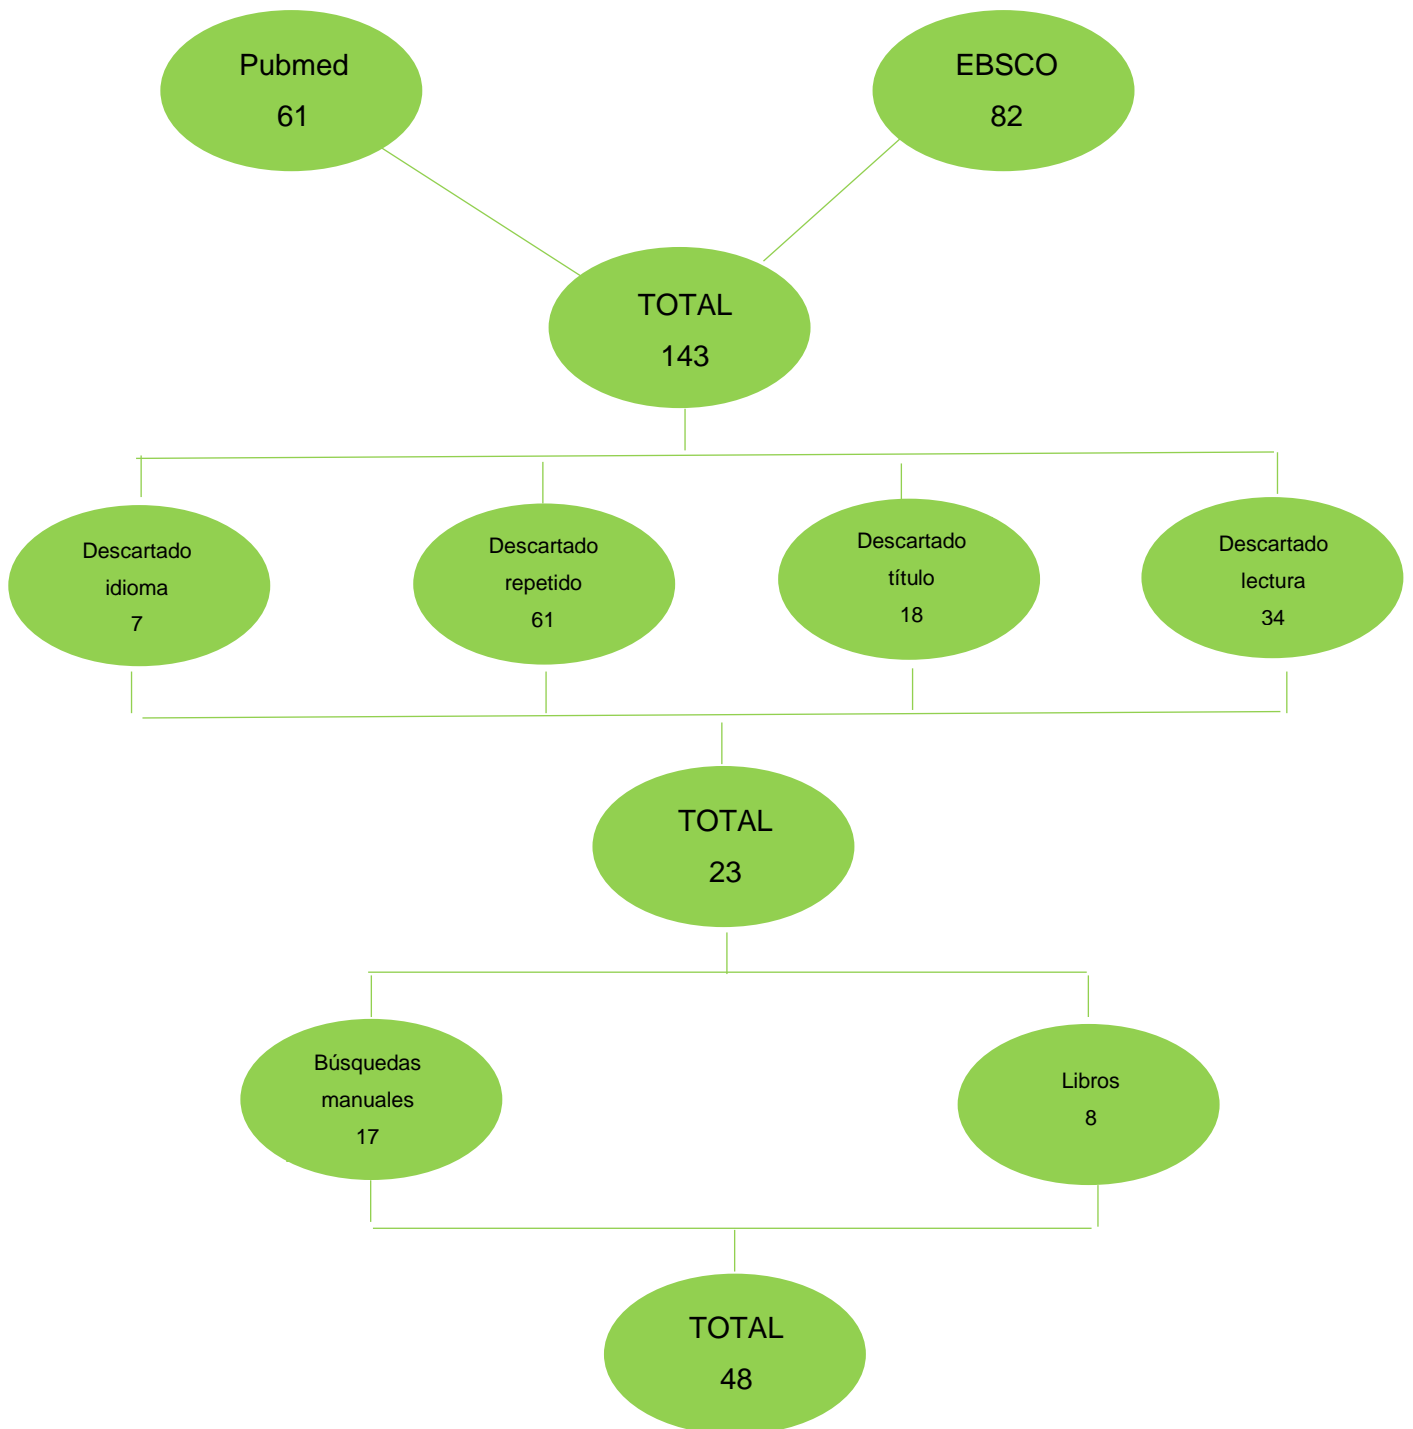 Pubmed
61
EBSCO
82
TOTAL
143
Descartado
idioma
7
Descartado
repetido
61
Descartado
título
18
Descartado
lectura
34
TOTAL
23
Búsquedas
manuales
17
Libros
8
TOTAL
48